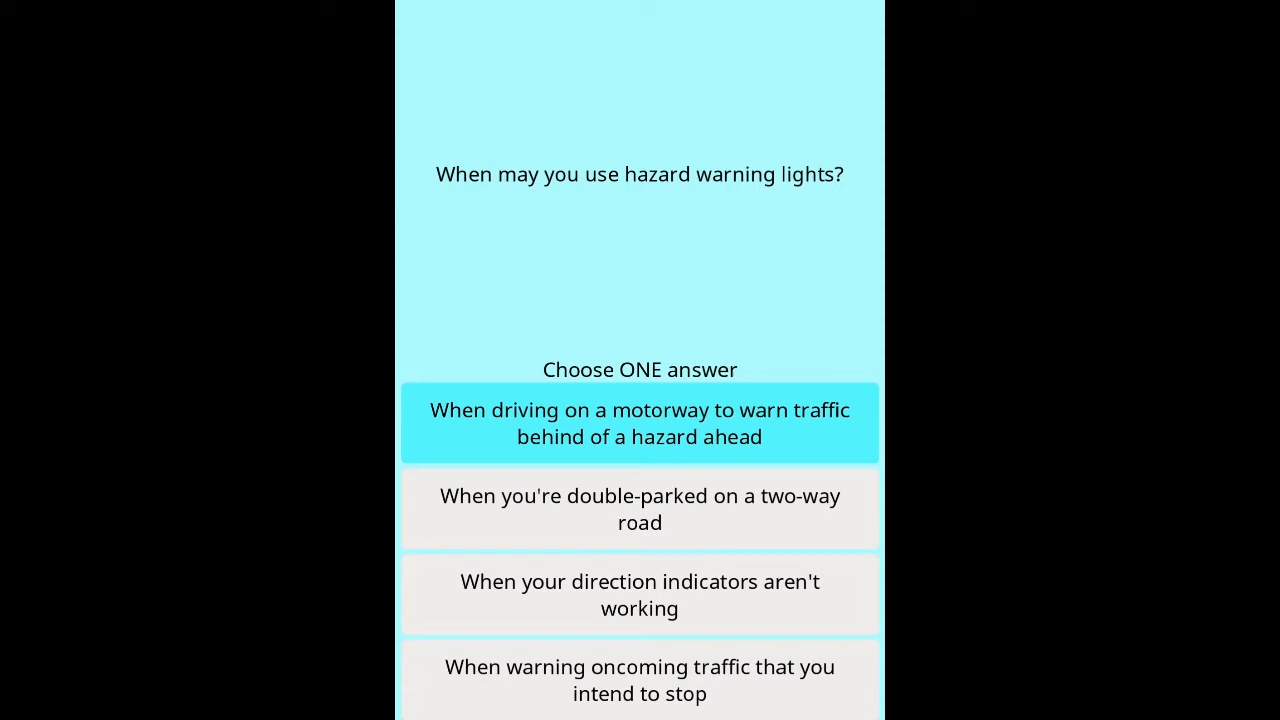 When may you use hazard warning lights?
Choose ONE answer
When driving on a motorway to warn traffic
behind of a hazard ahead
When you're double-parked on a two-way
road
When your direction indicators aren't
working
When warning oncoming traffic that you
intend to stop